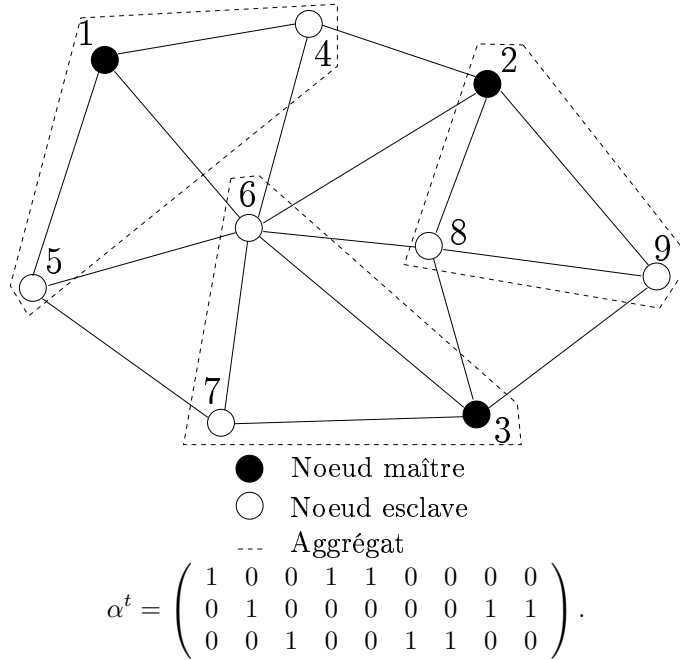 1
4
2
6
8
5
9
7
3
Noeud maître
Noeud esclave
Aggrégat
α^t = ( 1 0 0 1 1 0 0 0 0
0 1 0 0 0 0 0 1 1
0 0 1 0 0 1 1 0 0 ) .